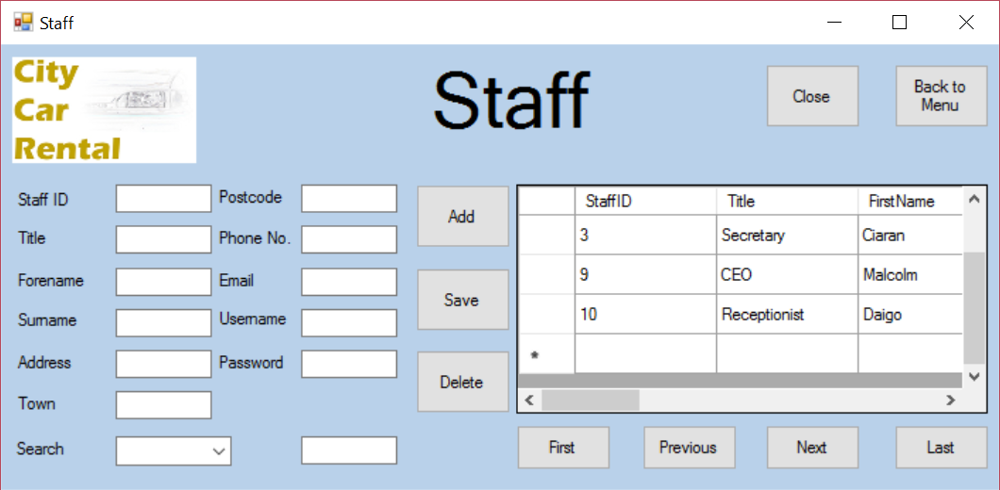 Staff
City
Car
Rental
Staff
Close
Back to
Menu
Staff ID
Postcode
Title
Phone No.
Forename
Email
Surname
Username
Address
Password
Town
Search
Add
Save
Delete
StaffID Title FirstName
3 Secretary Ciaran
9 CEO Malcolm
10 Receptionist Daigo
*
First Previous Next Last